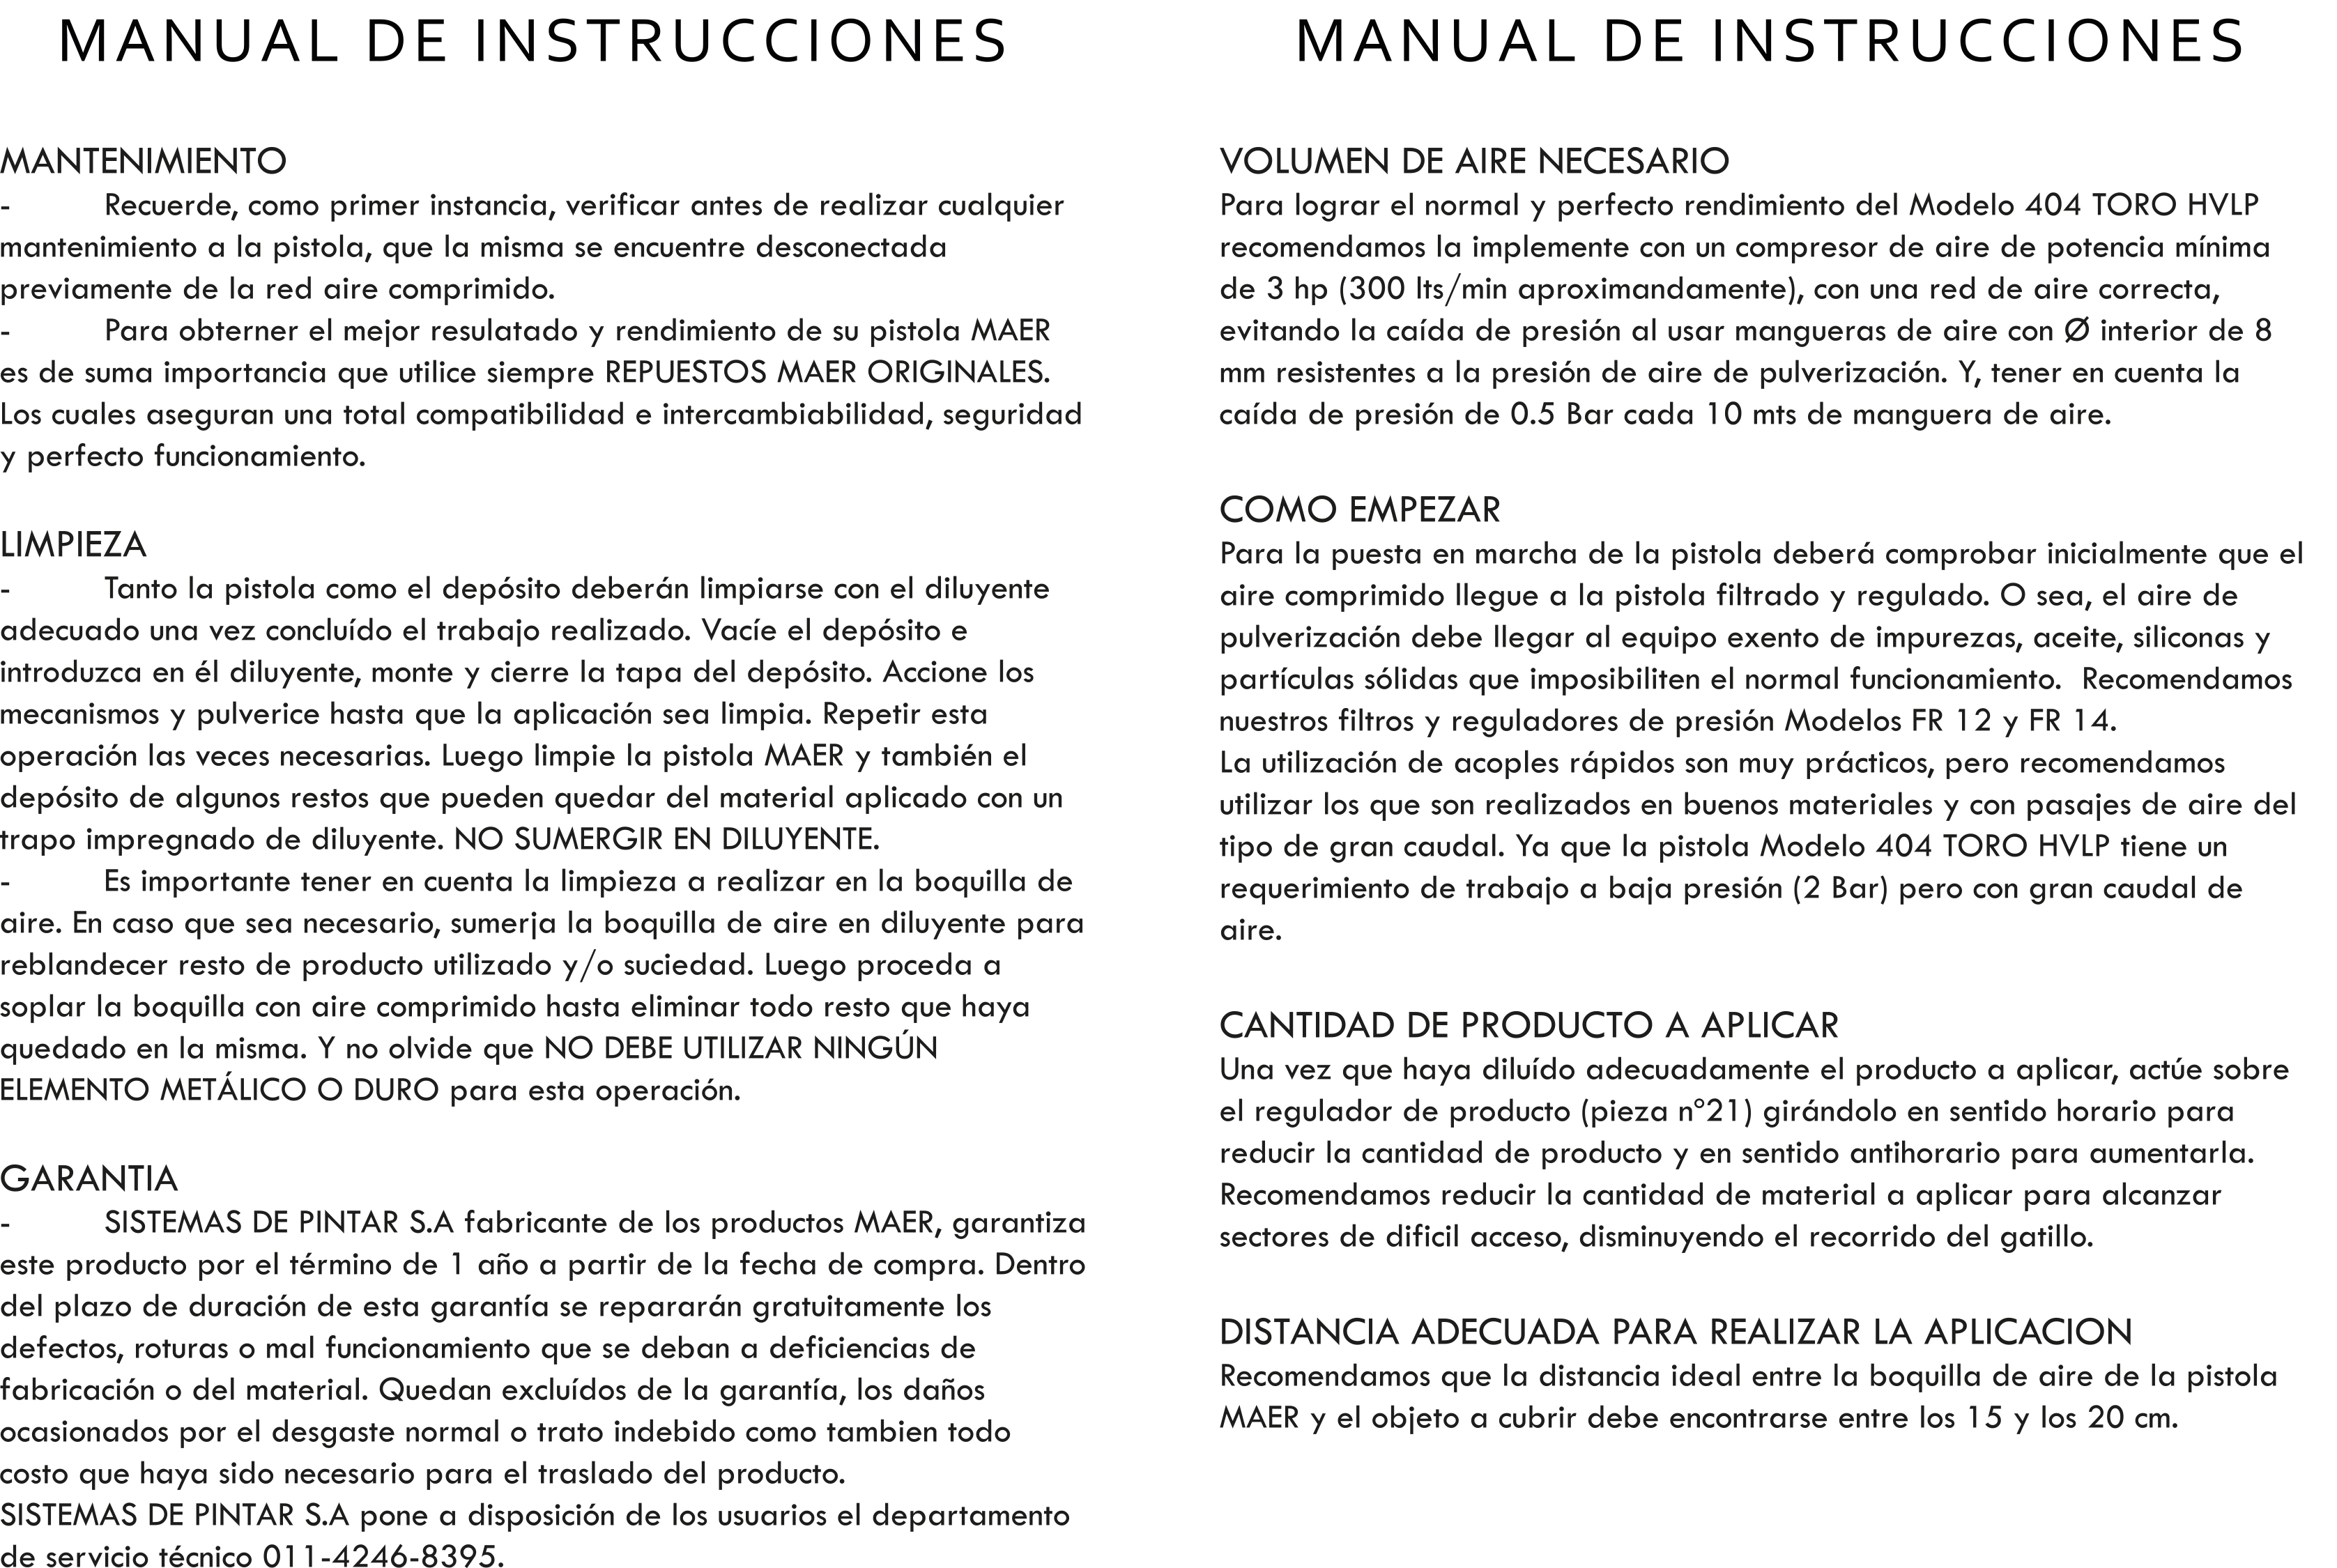 MANUAL DE INSTRUCCIONES
MANTENIMIENTO
- Recuerde, como primer instancia, verificar antes de realizar cualquier
mantenimiento a la pistola, que la misma se encuentre desconectada
previamente de la red aire comprimido.
- Para obterner el mejor resulatado y rendimiento de su pistola MAER
es de suma importancia que utilice siempre REPUESTOS MAER ORIGINALES.
Los cuales aseguran una total compatibilidad e intercambiabilidad, seguridad
y perfecto funcionamiento.
LIMPIEZA
- Tanto la pistola como el depósito deberán limpiarse con el diluyente
adecuado una vez concluído el trabajo realizado. Vacíe el depósito e
introduzca en él diluyente, monte y cierre la tapa del depósito. Accione los
mecanismos y pulverice hasta que la aplicación sea limpia. Repetir esta
operación las veces necesarias. Luego limpie la pistola MAER y también el
depósito de algunos restos que pueden quedar del material aplicado con un
trapo impregnado de diluyente. NO SUMERGIR EN DILUYENTE.
- Es importante tener en cuenta la limpieza a realizar en la boquilla de
aire. En caso que sea necesario, sumerja la boquilla de aire en diluyente para
reblandecer resto de producto utilizado y/o suciedad. Luego proceda a
soplar la boquilla con aire comprimido hasta eliminar todo resto que haya
quedado en la misma. Y no olvide que NO DEBE UTILIZAR NINGÚN
ELEMENTO METÁLICO O DURO para esta operación.
GARANTIA
- SISTEMAS DE PINTAR S.A fabricante de los productos MAER, garantiza
este producto por el término de 1 año a partir de la fecha de compra. Dentro
del plazo de duración de esta garantía se repararán gratuitamente los
defectos, roturas o mal funcionamiento que se deban a deficiencias de
fabricación o del material. Quedan excluídos de la garantía, los daños
ocasionados por el desgaste normal o trato indebido como tambien todo
costo que haya sido necesario para el traslado del producto.
SISTEMAS DE PINTAR S.A pone a disposición de los usuarios el departamento
de servicio técnico 011-4246-8395.
MANUAL DE INSTRUCCIONES
VOLUMEN DE AIRE NECESARIO
Para lograr el normal y perfecto rendimiento del Modelo 404 TORO HVLP
recomendamos la implemente con un compresor de aire de potencia mínima
de 3 hp (300 lts/min aproximandamente), con una red de aire correcta,
evitando la caída de presión al usar mangueras de aire con Ø interior de 8
mm resistentes a la presión de aire de pulverización. Y, tener en cuenta la
caída de presión de 0.5 Bar cada 10 mts de manguera de aire.
COMO EMPEZAR
Para la puesta en marcha de la pistola deberá comprobar inicialmente que el
aire comprimido llegue a la pistola filtrado y regulado. O sea, el aire de
pulverización debe llegar al equipo exento de impurezas, aceite, siliconas y
partículas sólidas que imposibiliten el normal funcionamiento. Recomendamos
nuestros filtros y reguladores de presión Modelos FR 12 y FR 14.
La utilización de acoples rápidos son muy prácticos, pero recomendamos
utilizar los que son realizados en buenos materiales y con pasajes de aire del
tipo de gran caudal. Ya que la pistola Modelo 404 TORO HVLP tiene un
requerimiento de trabajo a baja presión (2 Bar) pero con gran caudal de
aire.
CANTIDAD DE PRODUCTO A APLICAR
Una vez que haya diluído adecuadamente el producto a aplicar, actúe sobre
el regulador de producto (pieza n°21) girándolo en sentido horario para
reducir la cantidad de producto y en sentido antihorario para aumentarla.
Recomendamos reducir la cantidad de material a aplicar para alcanzar
sectores de dificil acceso, disminuyendo el recorrido del gatillo.
DISTANCIA ADECUADA PARA REALIZAR LA APLICACION
Recomendamos que la distancia ideal entre la boquilla de aire de la pistola
MAER y el objeto a cubrir debe encontrarse entre los 15 y los 20 cm.